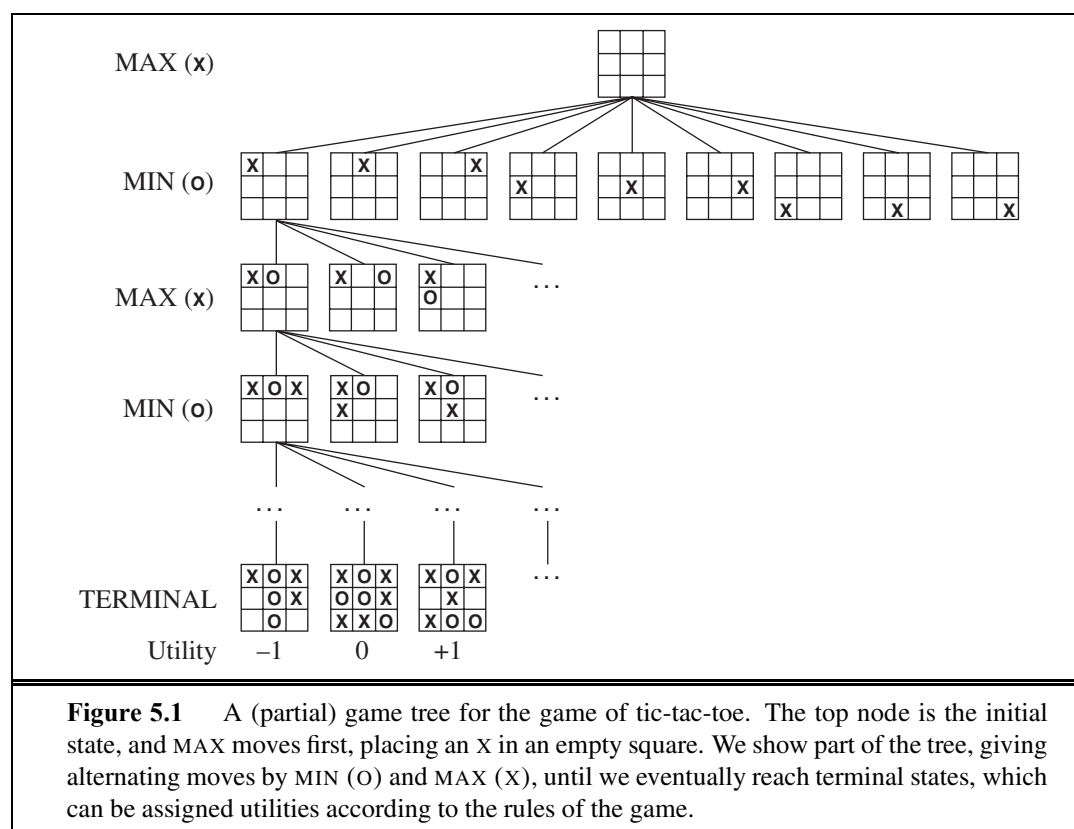 MAX (X)
MIN (O)
X X X X X X X X X
MAX (X)
X O X O X
O
...
MIN (O)
X O X X O X O
X X
...
... ... ... ...
TERMINAL
X O X X O X X O X
O X O O X X
O X X O X O O
...
Utility –1 0 +1
Figure 5.1 A (partial) game tree for the game of tic-tac-toe. The top node is the initial
state, and MAX moves first, placing an X in an empty square. We show part of the tree, giving
alternating moves by MIN (O) and MAX (X), until we eventually reach terminal states, which
can be assigned utilities according to the rules of the game.